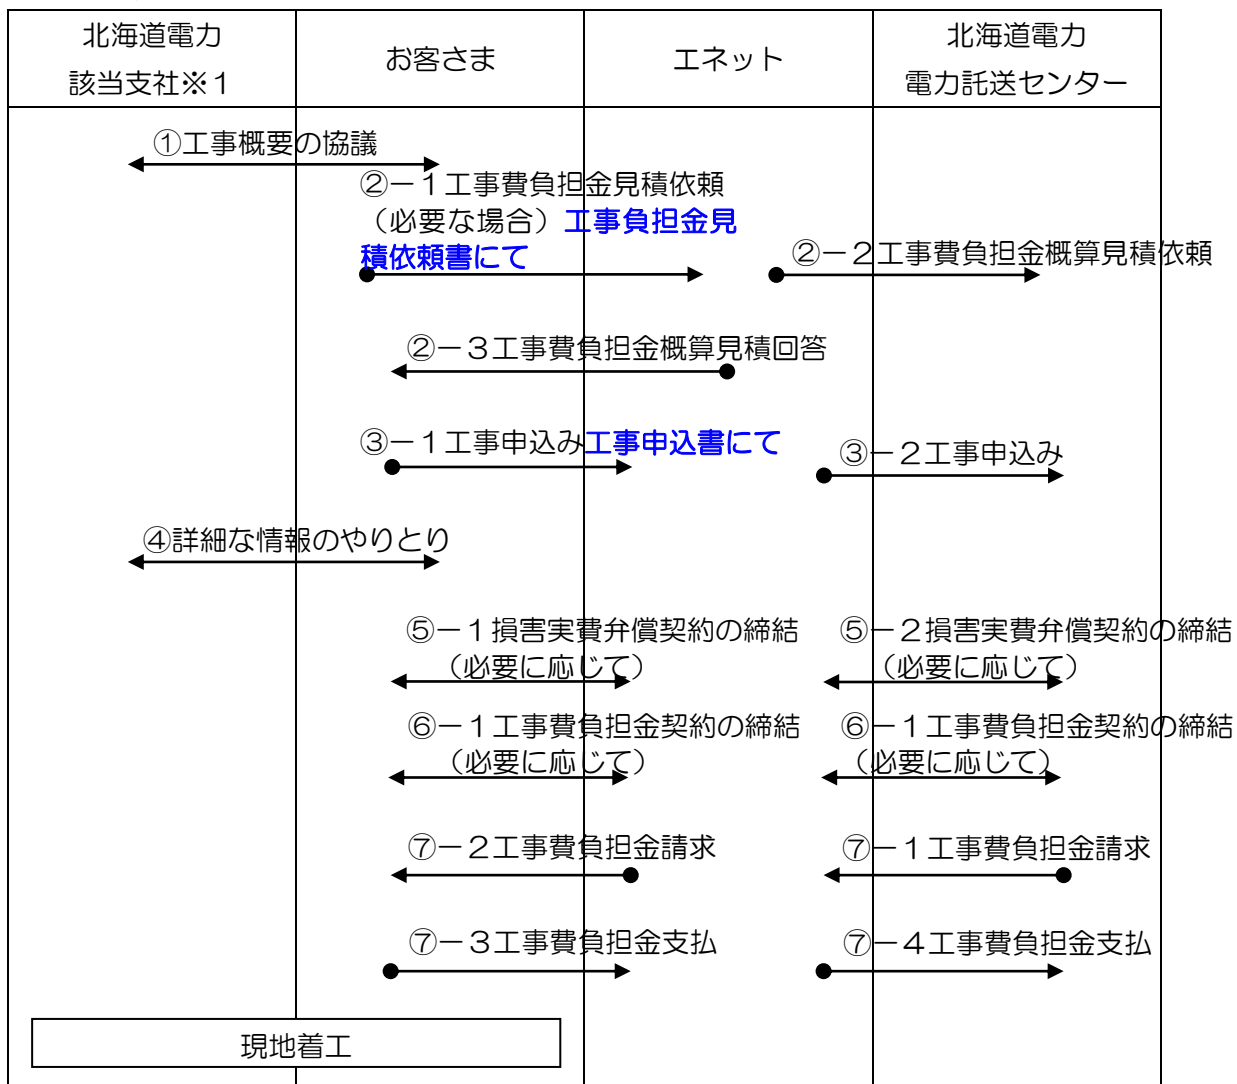 北海道電力
該当支社※1
お客さま
エネット
北海道電力
電力託送センター
①工事概要の協議
②－１工事費負担金見積依頼
（必要な場合）工事負担金見
積依頼書にて
②－２工事費負担金概算見積依頼
②－３工事費負担金概算見積回答
③－１工事申込み工事申込書にて
③－２工事申込み
④詳細な情報のやりとり
⑤－１損害実費弁償契約の締結
（必要に応じて）
⑤－２損害実費弁償契約の締結
（必要に応じて）
⑥－１工事費負担金契約の締結
（必要に応じて）
⑥－１工事費負担金契約の締結
（必要に応じて）
⑦－２工事費負担金請求
⑦－１工事費負担金請求
⑦－３工事費負担金支払
⑦－４工事費負担金支払
現地着工